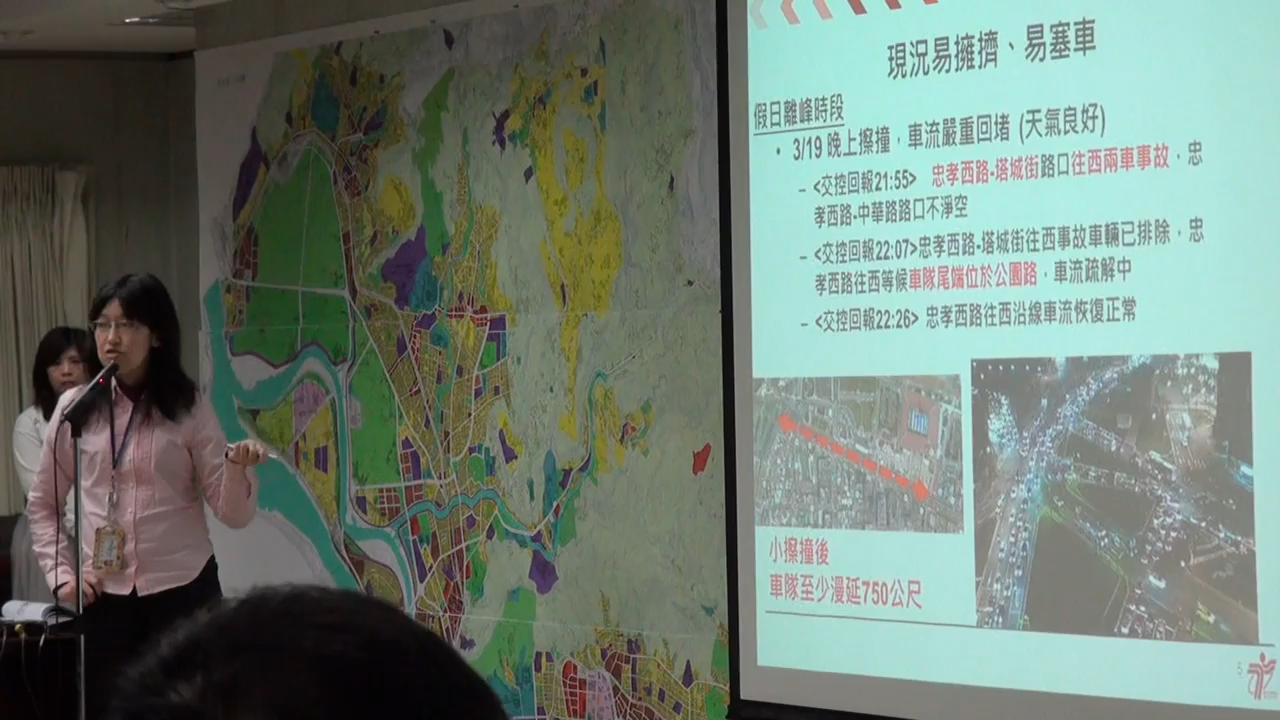 現況易擁擠、易塞車
假日離峰時段
• 3/19 晚上擦撞，車流嚴重回堵 (天氣良好)
– <交控回報21:55> 忠孝西路-塔城街路口往西兩車事故，忠
孝西路-中華路路口不淨空
– <交控回報22:07>忠孝西路-塔城街往西事故車輛已排除，忠
孝西路往西等候車隊尾端位於公園路，車流疏解中
– <交控回報22:26> 忠孝西路往西沿線車流恢復正常
小擦撞後
車隊至少漫延750公尺
5